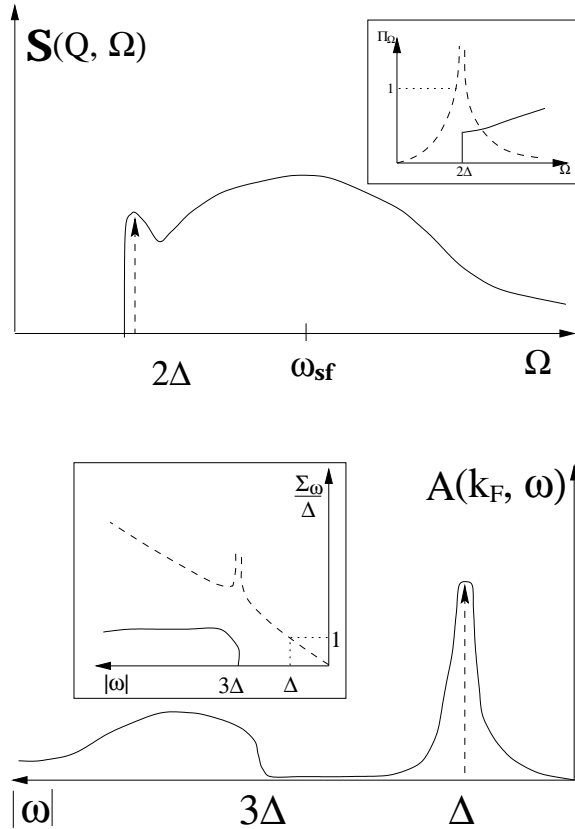 S(Q, Ω)
Π_Ω
1
2Δ
Ω
2Δ
ω_sf
Ω
Σ_ω
Δ
A(k_F, ω)
1
|ω|
3Δ
Δ
|ω|
3Δ
Δ